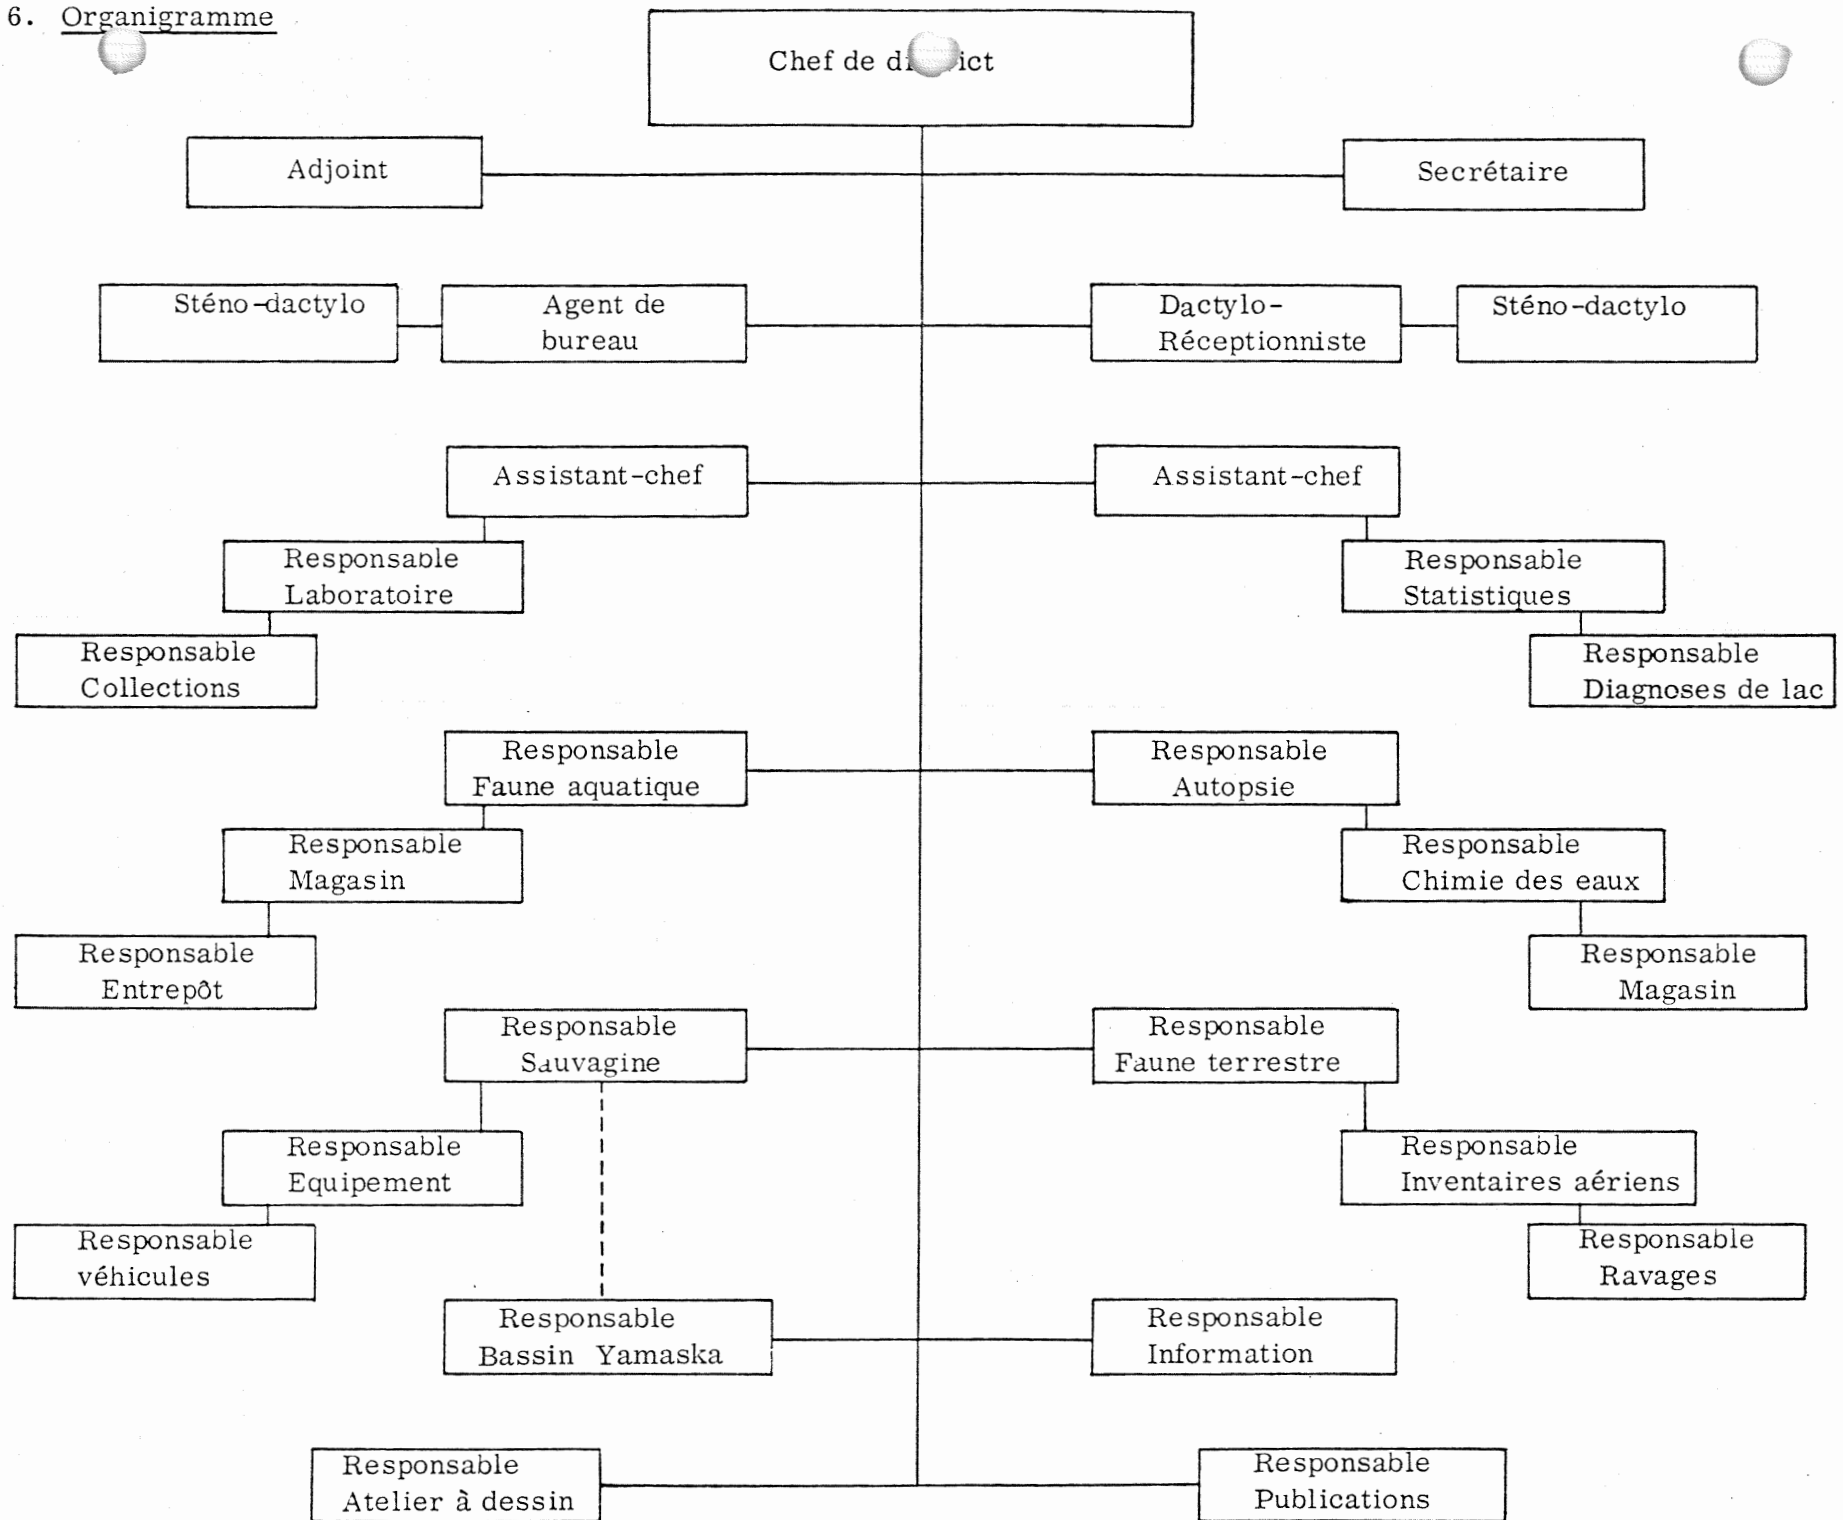 6. Organigramme
Chef de district
Adjoint
Secrétaire
Sténo-dactylo
Agent de
bureau
Dactylo-
Réceptionniste
Sténo-dactylo
Assistant-chef
Assistant-chef
Responsable
Laboratoire
Responsable
Statistiques
Responsable
Collections
Responsable
Diagnoses de lac
Responsable
Faune aquatique
Responsable
Autopsie
Responsable
Magasin
Responsable
Chimie des eaux
Responsable
Entrepôt
Responsable
Magasin
Responsable
Sauvagine
Responsable
Faune terrestre
Responsable
Equipement
Responsable
Inventaires aériens
Responsable
véhicules
Responsable
Ravages
Responsable
Bassin Yamaska
Responsable
Information
Responsable
Atelier à dessin
Responsable
Publications